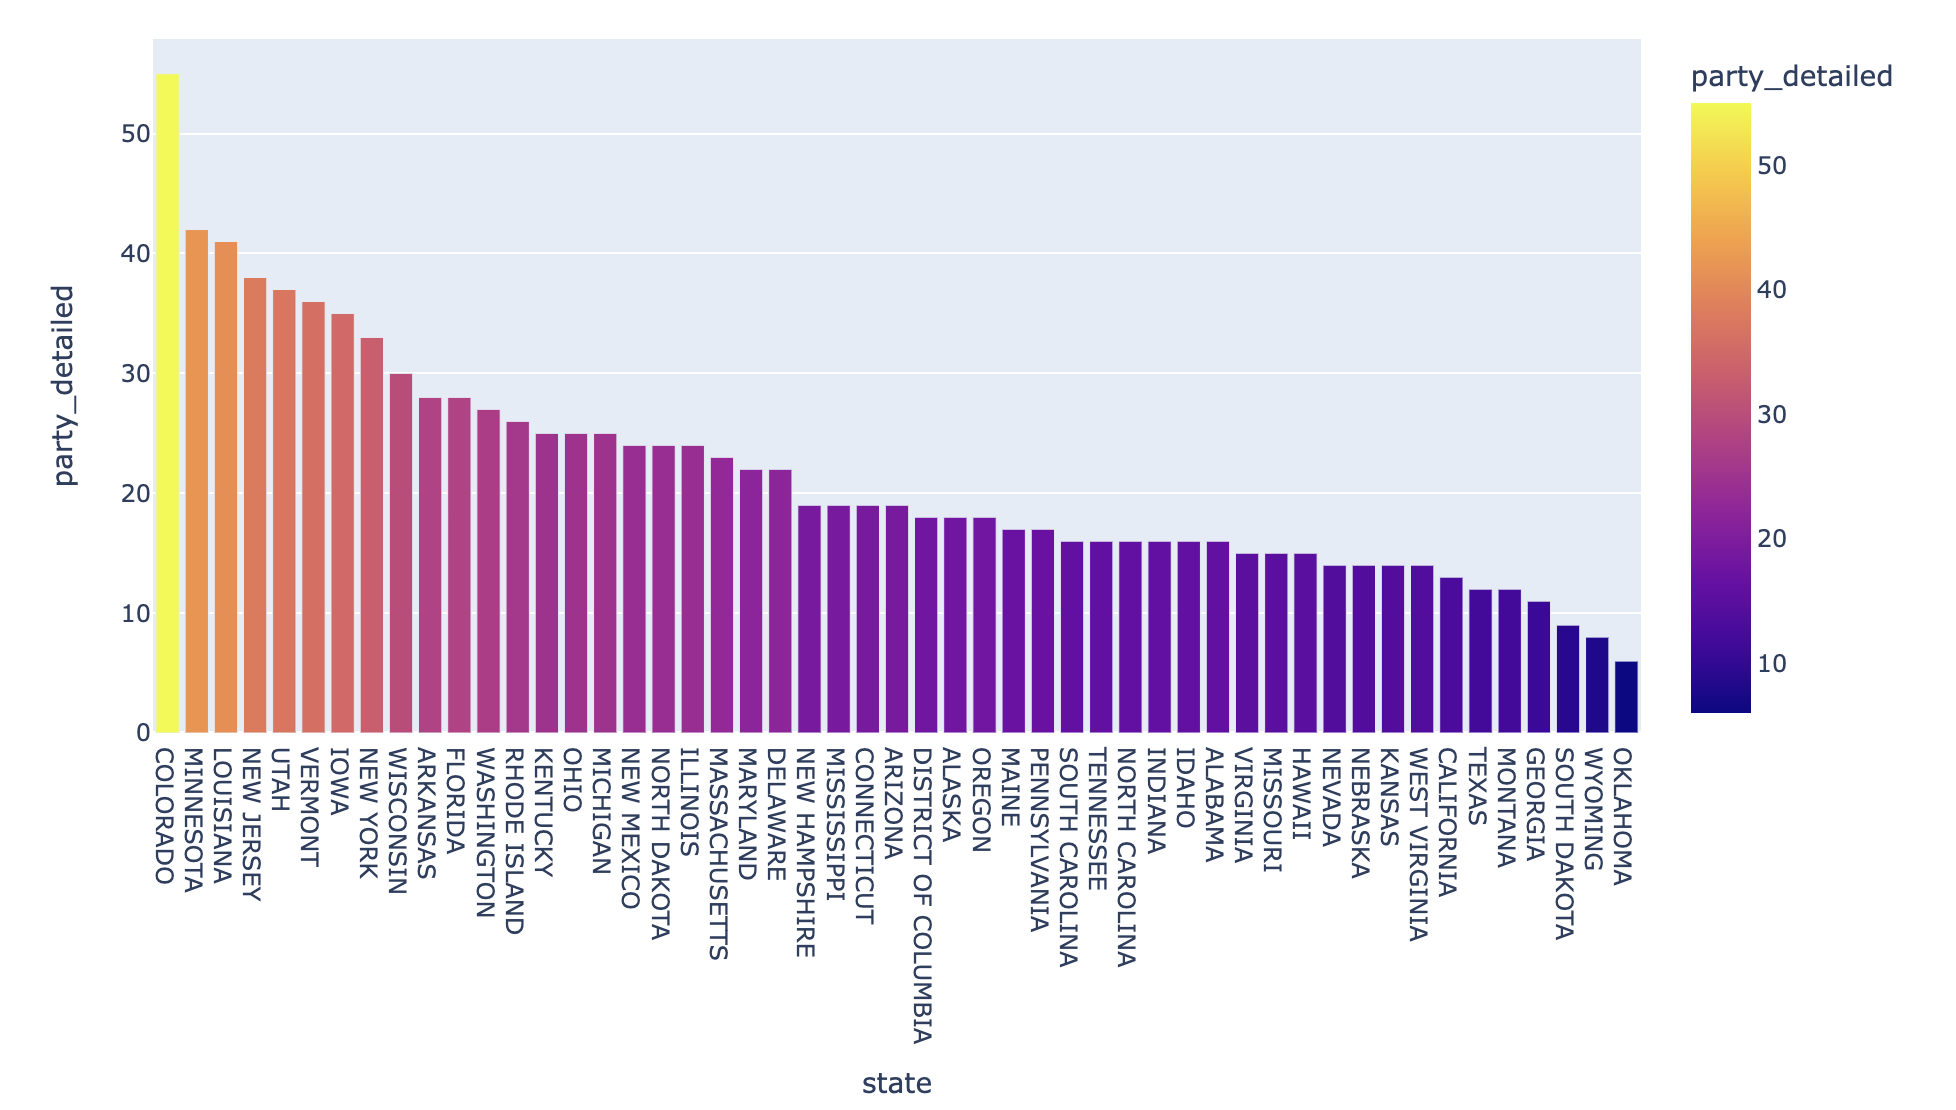 party_detailed
50
40
30
20
10
0
party_detailed
50
40
30
20
10
COLORADO
MINNESOTA
LOUISIANA
NEW JERSEY
UTAH
VERMONT
IOWA
NEW YORK
WISCONSIN
ARKANSAS
FLORIDA
WASHINGTON
RHODE ISLAND
KENTUCKY
OHIO
MICHIGAN
NEW MEXICO
NORTH DAKOTA
ILLINOIS
MASSACHUSETTS
MARYLAND
DELAWARE
NEW HAMPSHIRE
MISSISSIPPI
CONNECTICUT
ARIZONA
DISTRICT OF COLUMBIA
ALASKA
OREGON
MAINE
PENNSYLVANIA
SOUTH CAROLINA
TENNESSEE
NORTH CAROLINA
INDIANA
IDAHO
ALABAMA
VIRGINIA
MISSOURI
HAWAII
NEVADA
NEBRASKA
KANSAS
WEST VIRGINIA
CALIFORNIA
TEXAS
MONTANA
GEORGIA
SOUTH DAKOTA
WYOMING
OKLAHOMA
state